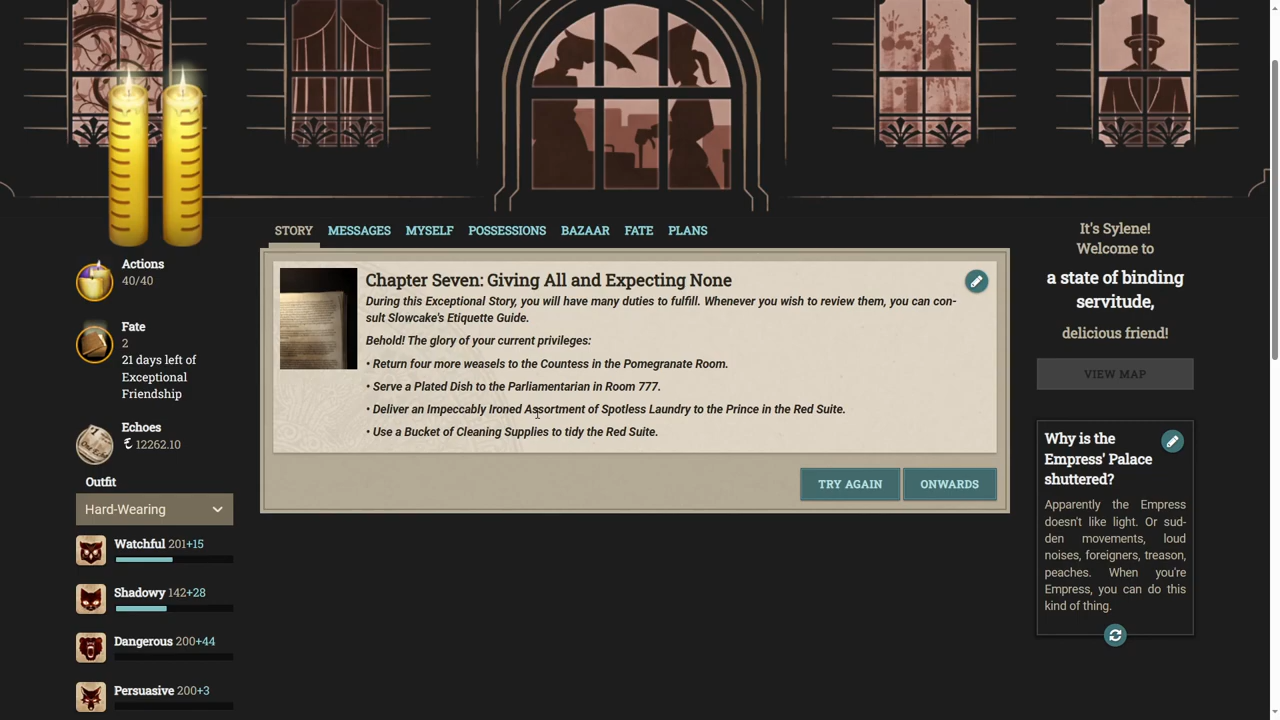 STORY MESSAGES MYSELF POSSESSIONS BAZAAR FATE PLANS
Actions
40/40
Fate
2
21 days left of
Exceptional
Friendship
Echoes
12262.10
Outfit
Hard-Wearing
Watchful 201+15
Shadowy 142+28
Dangerous 200+44
Persuasive 200+3
Chapter Seven: Giving All and Expecting None
During this Exceptional Story, you will have many duties to fulfill. Whenever you wish to review them, you can con-
sult Slowcake's Etiquette Guide.
Behold! The glory of your current privileges:
• Return four more weasels to the Countess in the Pomegranate Room.
• Serve a Plated Dish to the Parliamentarian in Room 777.
• Deliver an Impeccably Ironed Assortment of Spotless Laundry to the Prince in the Red Suite.
• Use a Bucket of Cleaning Supplies to tidy the Red Suite.
TRY AGAIN ONWARDS
It's Sylene!
Welcome to
a state of binding
servitude,
delicious friend!
VIEW MAP
Why is the
Empress' Palace
shuttered?
Apparently the Empress
doesn't like light. Or sud-
den movements, loud
noises, foreigners, treason,
peaches. When you're
Empress, you can do this
kind of thing.